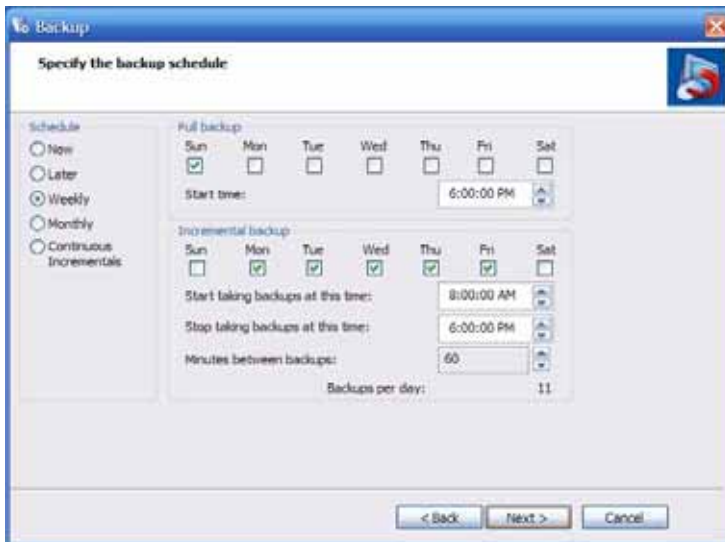 Backup
Specify the backup schedule
Schedule
Now
Later
Weekly
Monthly
Continuous
Incrementals
Full backup
Sun Mon Tue Wed Thu Fri Sat
Start time: 6:00:00 PM
Incremental backup
Sun Mon Tue Wed Thu Fri Sat
Start taking backups at this time: 8:00:00 AM
Stop taking backups at this time: 6:00:00 PM
Minutes between backups: 60
Backups per day: 11
< Back Next > Cancel